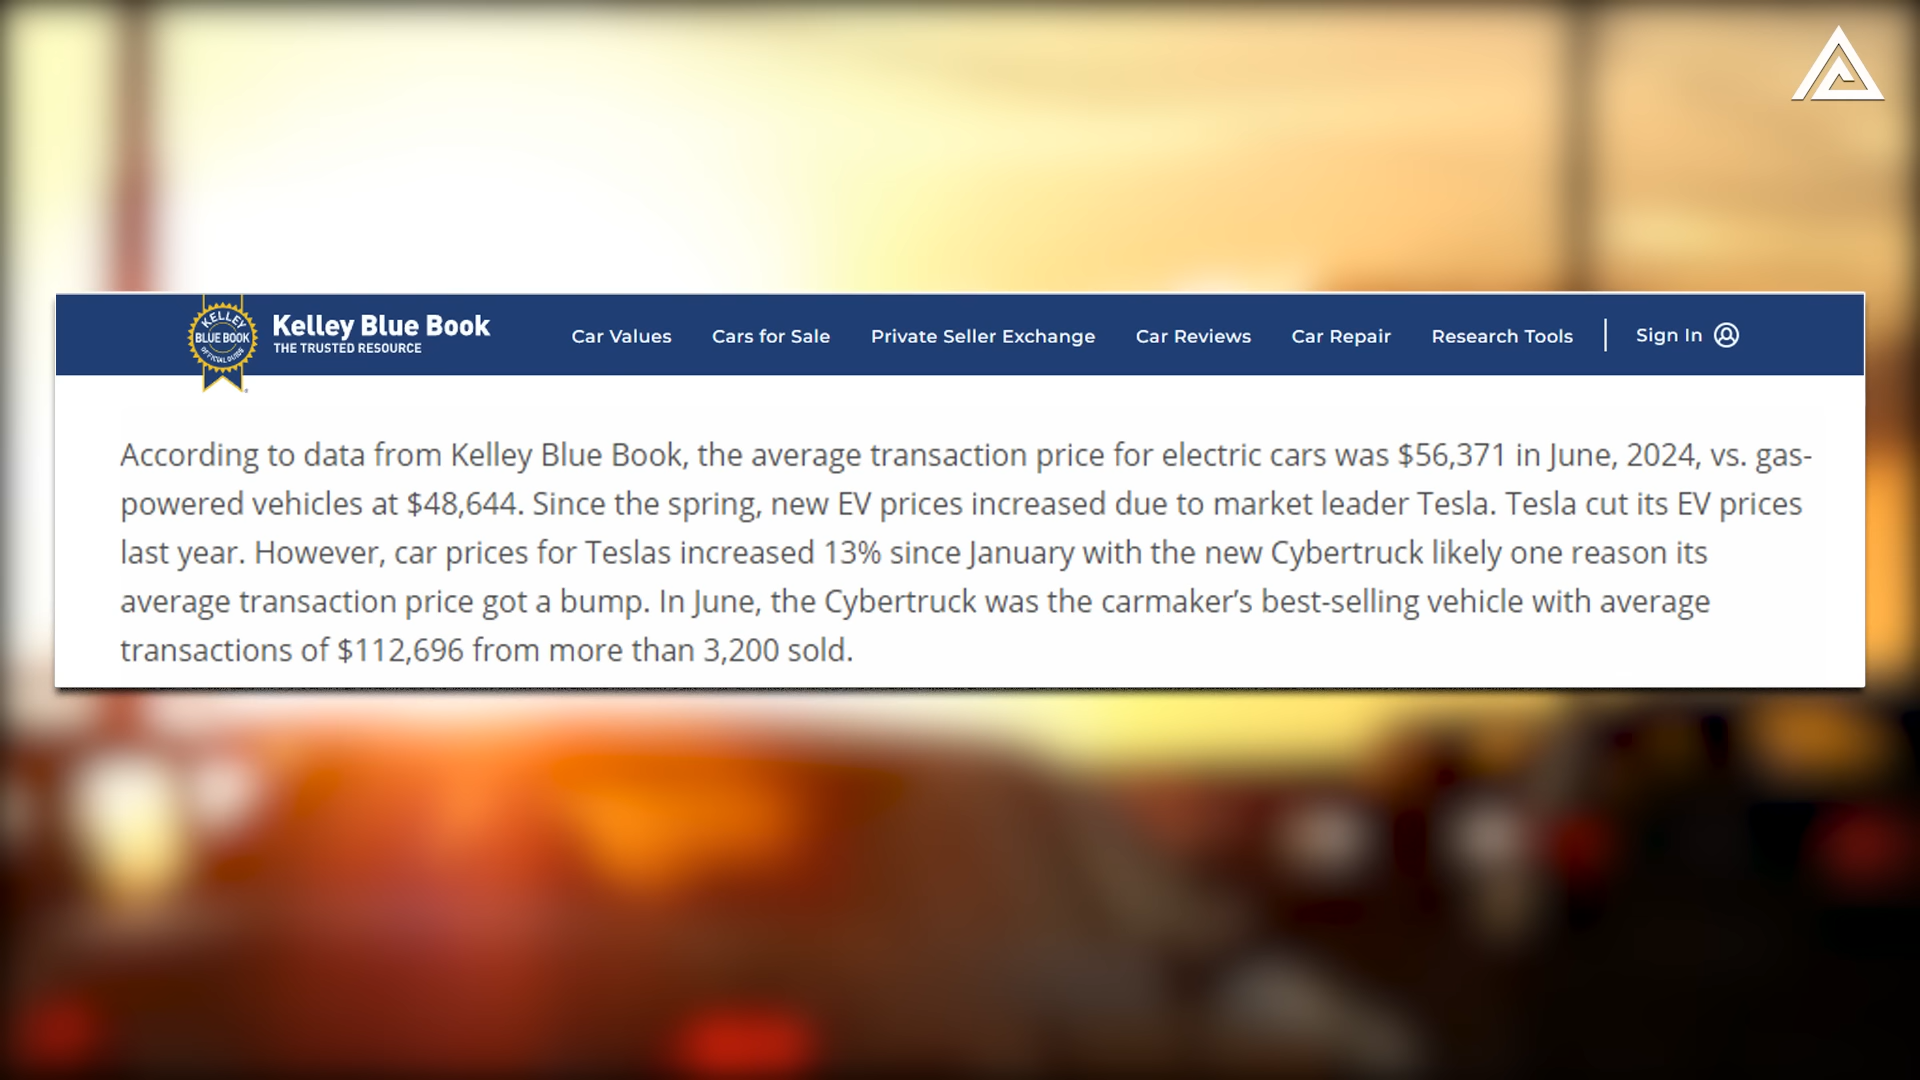 KELLEY
BLUE BOOK
OFFICIAL GUIDE
Kelley Blue Book
THE TRUSTED RESOURCE
Car Values
Cars for Sale
Private Seller Exchange
Car Reviews
Car Repair
Research Tools
Sign In
According to data from Kelley Blue Book, the average transaction price for electric cars was $56,371 in June, 2024, vs. gas-
powered vehicles at $48,644. Since the spring, new EV prices increased due to market leader Tesla. Tesla cut its EV prices
last year. However, car prices for Teslas increased 13% since January with the new Cybertruck likely one reason its
average transaction price got a bump. In June, the Cybertruck was the carmaker’s best-selling vehicle with average
transactions of $112,696 from more than 3,200 sold.